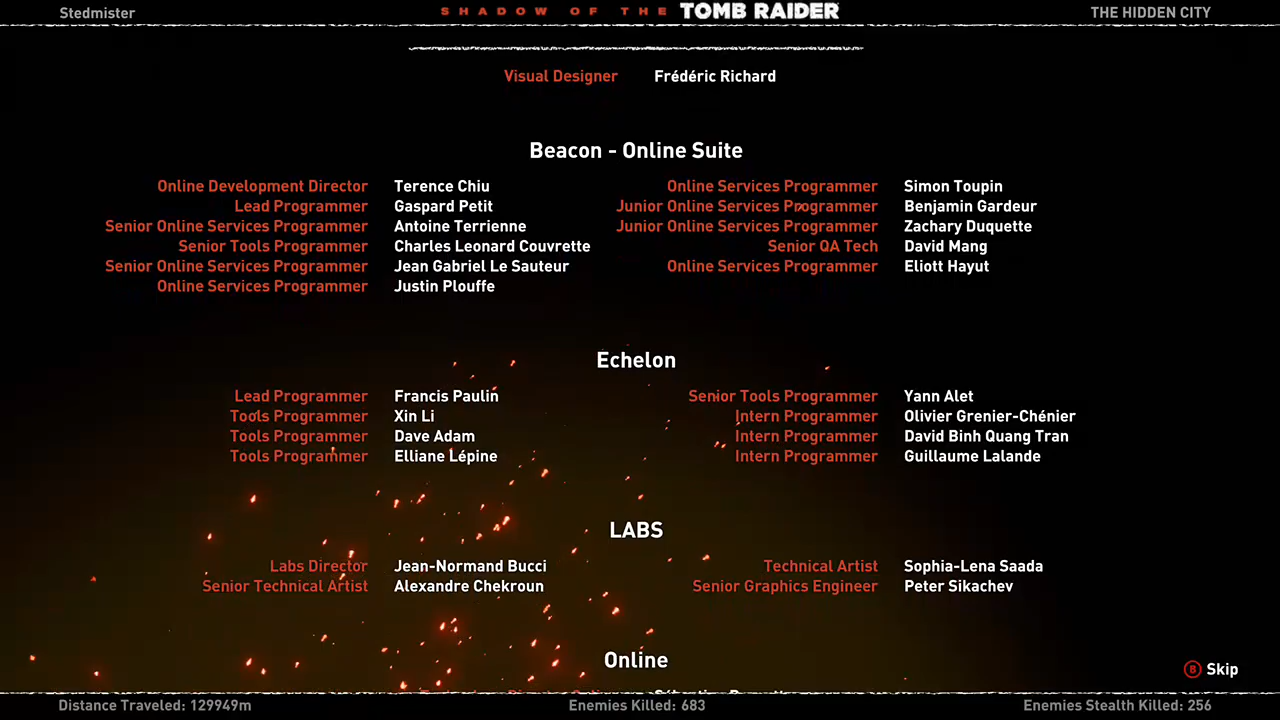 Stedmister
SHADOW OF THE TOMB RAIDER
THE HIDDEN CITY
Visual Designer Frédéric Richard
Beacon - Online Suite
Online Development Director Terence Chiu
Lead Programmer Gaspard Petit
Senior Online Services Programmer Antoine Terrienne
Senior Tools Programmer Charles Leonard Couvrette
Senior Online Services Programmer Jean Gabriel Le Sauteur
Online Services Programmer Justin Plouffe
Online Services Programmer Simon Toupin
Junior Online Services Programmer Benjamin Gardeur
Junior Online Services Programmer Zachary Duquette
Senior QA Tech David Mang
Online Services Programmer Eliott Hayut
Echelon
Lead Programmer Francis Paulin
Tools Programmer Xin Li
Tools Programmer Dave Adam
Tools Programmer Elliane Lépine
Senior Tools Programmer Yann Alet
Intern Programmer Olivier Grenier-Chénier
Intern Programmer David Binh Quang Tran
Intern Programmer Guillaume Lalande
LABS
Labs Director Jean-Normand Bucci
Senior Technical Artist Alexandre Chekroun
Technical Artist Sophia-Lena Saada
Senior Graphics Engineer Peter Sikachev
Online
B Skip
Distance Traveled: 129949m
Enemies Killed: 683
Enemies Stealth Killed: 256